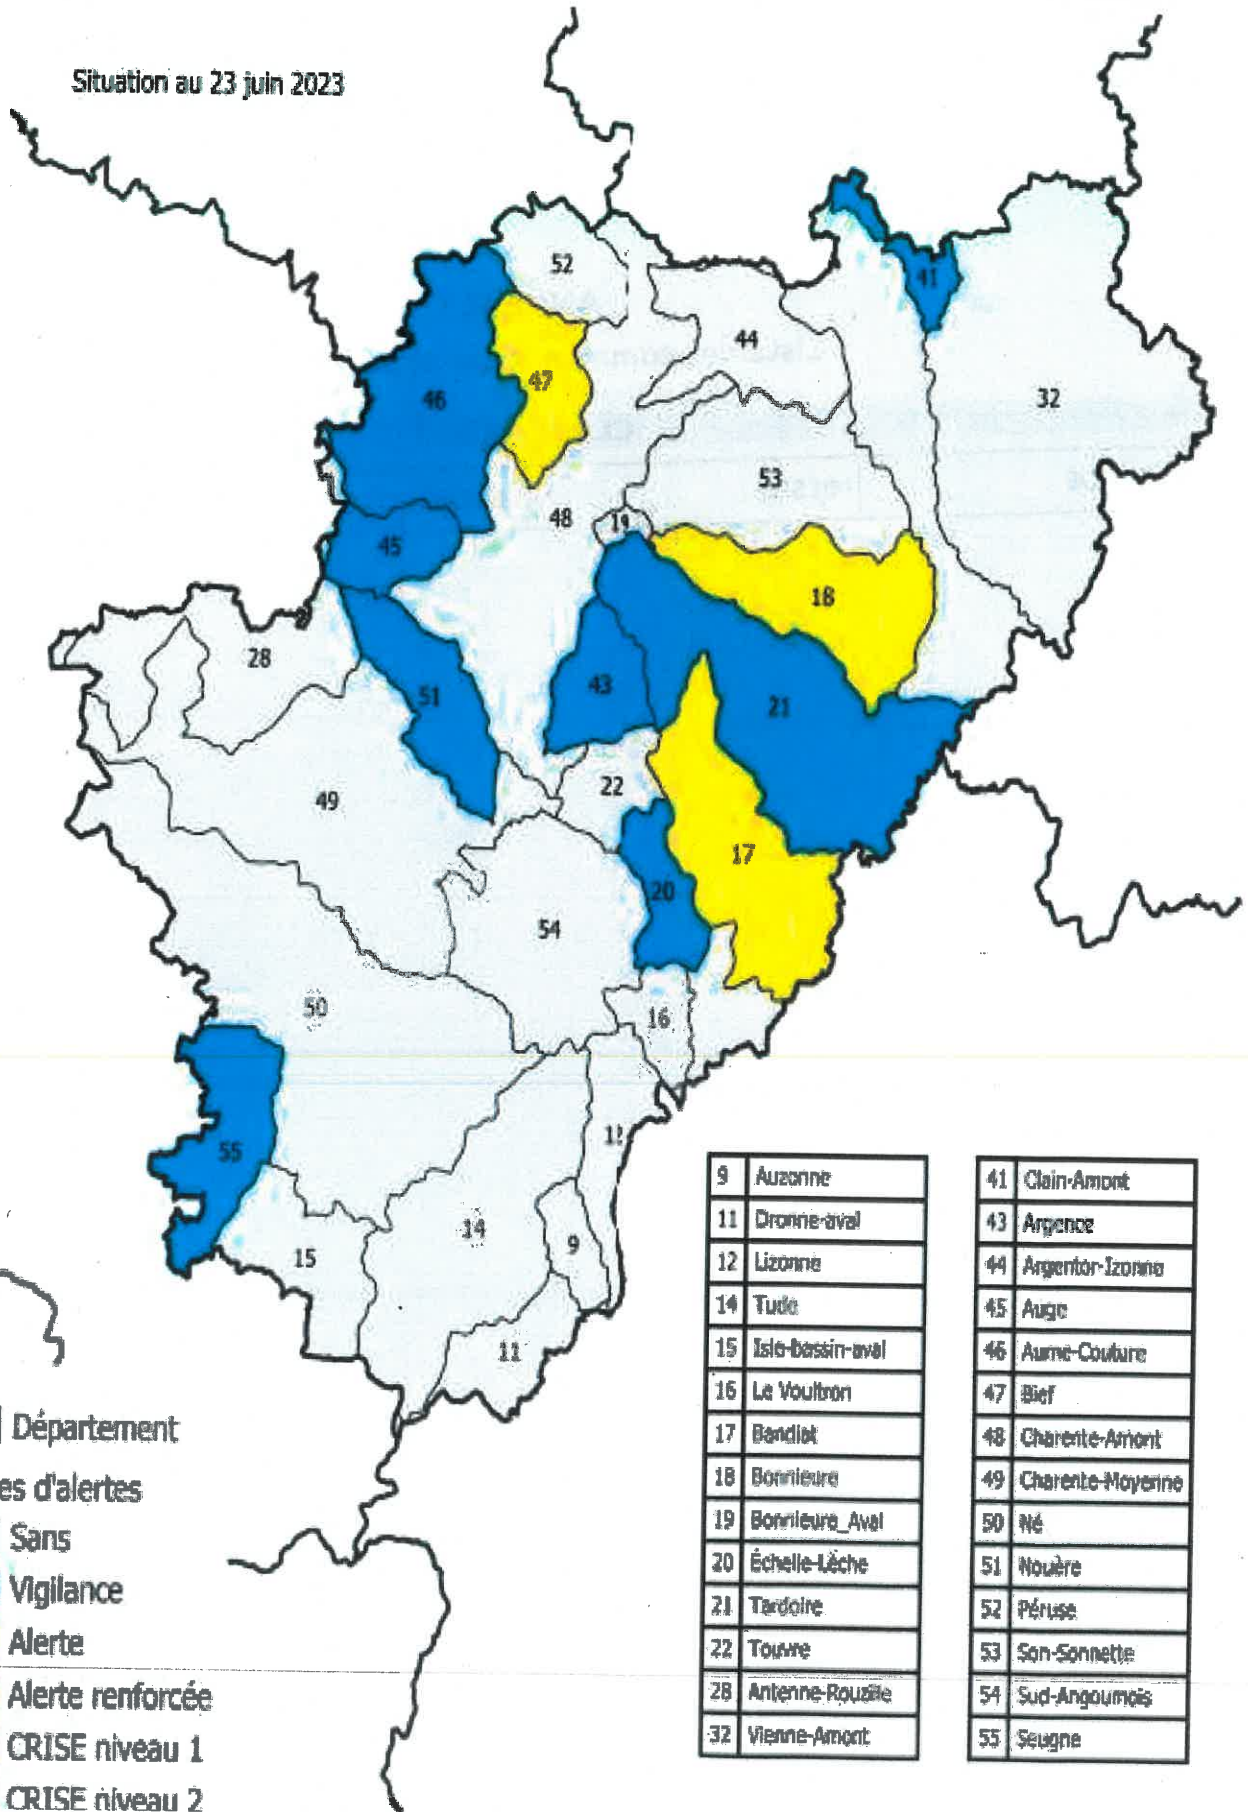 Situation au 23 juin 2023
52
41
44
47
46
32
53
48
19
45
18
28
43
51
21
22
49
17
20
54
50
16
55
14
9
15
11
9 Auzonne
11 Dronne-aval
12 Lizonne
14 Tude
15 Isle-bassin-aval
16 Le Voultron
17 Bandiat
18 Bonnieure
19 Bonnieure_Aval
20 Échelle-Lèche
21 Tardoire
22 Touvre
28 Antenne-Rouzille
32 Vienne-Amont
41 Clain-Amont
43 Argence
44 Argentor-Izonne
45 Auge
46 Aume-Couture
47 Bief
48 Charente-Amont
49 Charente-Moyenne
50 Né
51 Nouère
52 Péruse
53 Son-Sonnette
54 Sud-Angoumois
55 Seugne
Département
es d'alertes
Sans
Vigilance
Alerte
Alerte renforcée
CRISE niveau 1
CRISE niveau 2